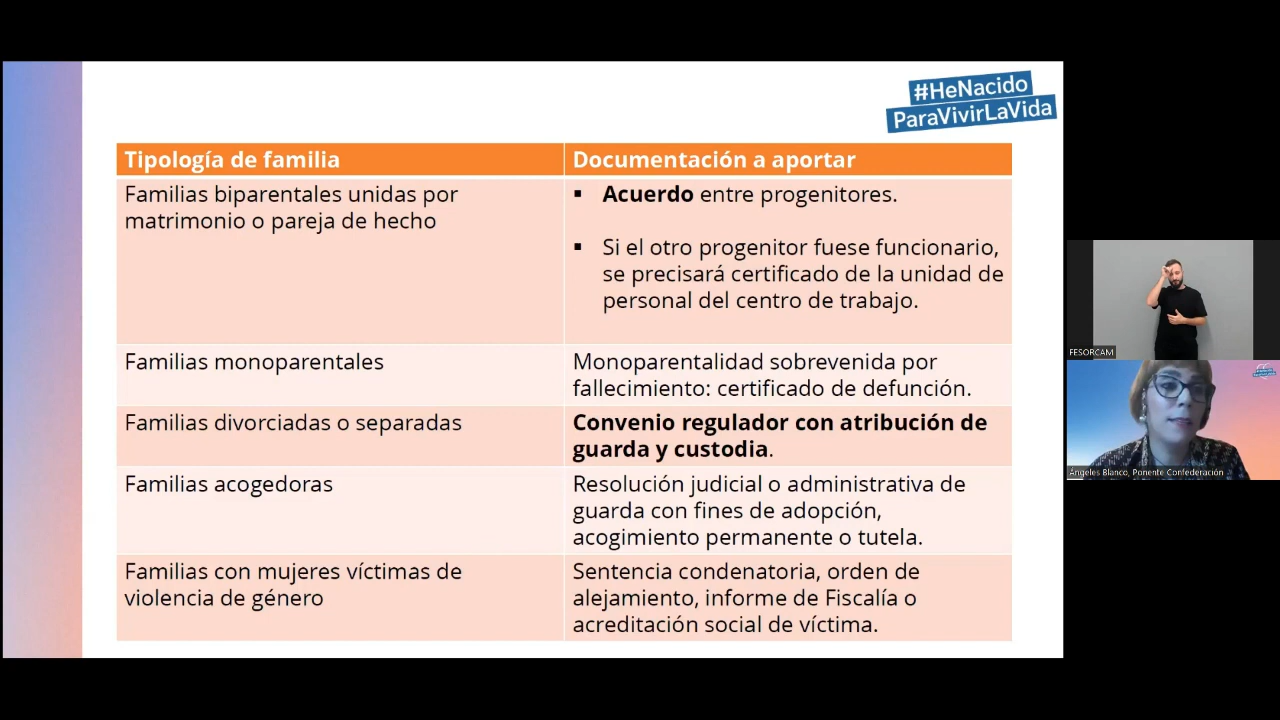 #HeNacido
ParaVivirLaVida
Tipología de familia
Documentación a aportar
Familias biparentales unidas por
matrimonio o pareja de hecho
▪ Acuerdo entre progenitores.
▪ Si el otro progenitor fuese funcionario,
se precisará certificado de la unidad de
personal del centro de trabajo.
Familias monoparentales
Monoparentalidad sobrevenida por
fallecimiento: certificado de defunción.
Familias divorciadas o separadas
Convenio regulador con atribución de
guarda y custodia.
Familias acogedoras
Resolución judicial o administrativa de
guarda con fines de adopción,
acogimiento permanente o tutela.
Familias con mujeres víctimas de
violencia de género
Sentencia condenatoria, orden de
alejamiento, informe de Fiscalía o
acreditación social de víctima.
FESORCAM
Ángeles Blanco, Ponente Confederación